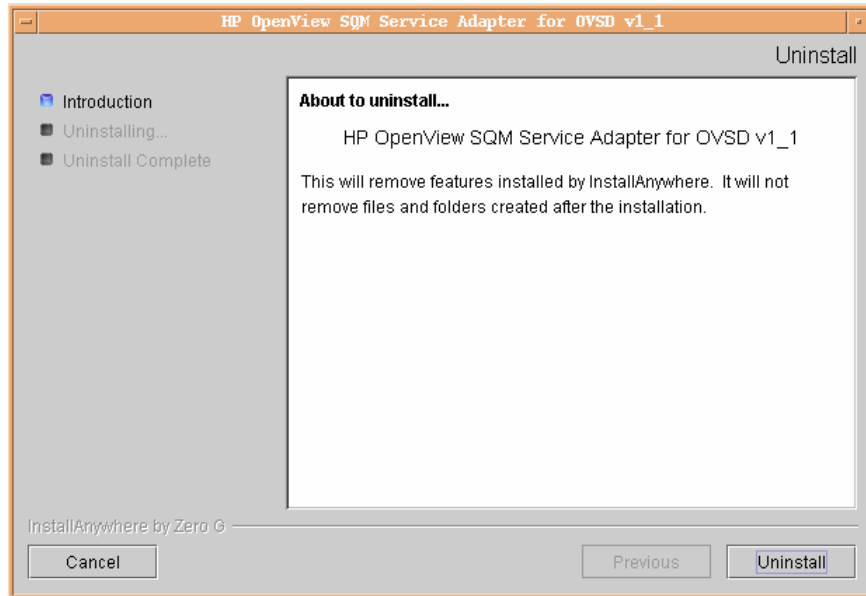 HP OpenView SQM Service Adapter for OVSD v1_1
Uninstall
Introduction
Uninstalling...
Uninstall Complete
About to uninstall...
HP OpenView SQM Service Adapter for OVSD v1_1
This will remove features installed by InstallAnywhere. It will not
remove files and folders created after the installation.
InstallAnywhere by Zero G
Cancel
Previous
Uninstall